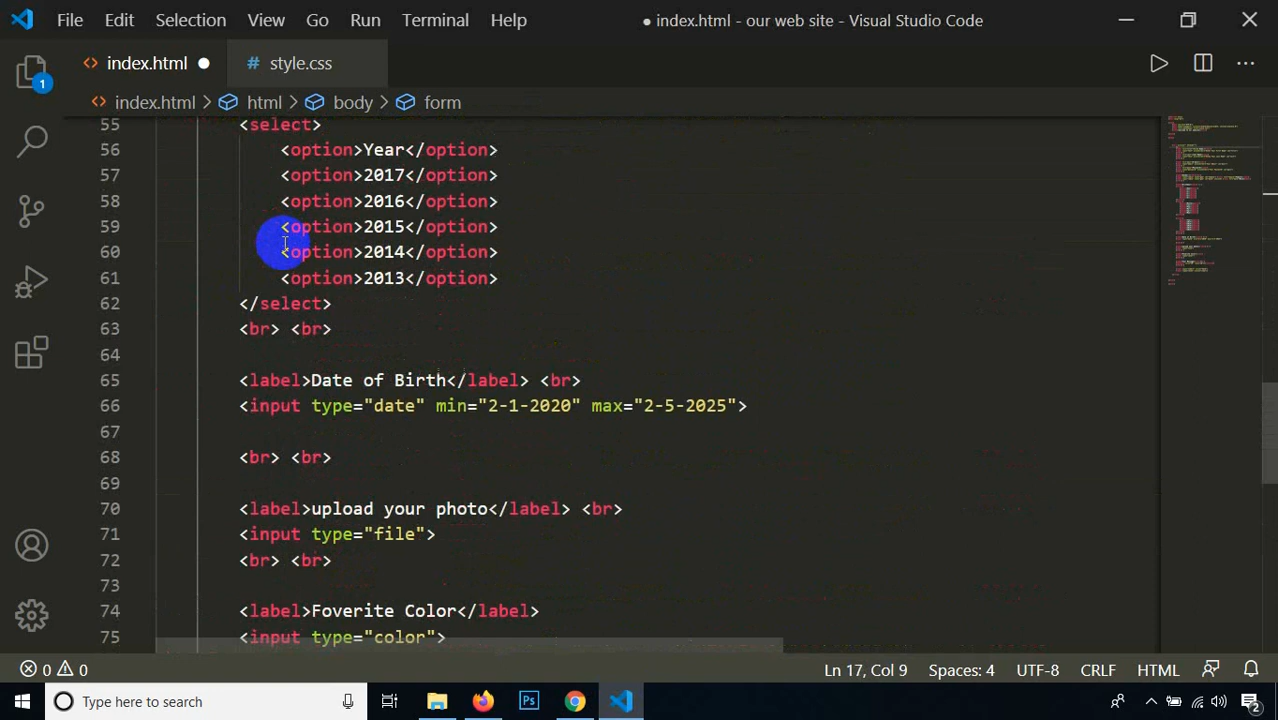 File Edit Selection View Go Run Terminal Help ● index.html - our web site - Visual Studio Code
index.html ● # style.css
index.html > html > body > form
55 <select>
56 <option>Year</option>
57 <option>2017</option>
58 <option>2016</option>
59 <option>2015</option>
60 <option>2014</option>
61 <option>2013</option>
62 </select>
63 <br> <br>
64
65 <label>Date of Birth</label> <br>
66 <input type="date" min="2-1-2020" max="2-5-2025">
67
68 <br> <br>
69
70 <label>upload your photo</label> <br>
71 <input type="file">
72 <br> <br>
73
74 <label>Foverite Color</label>
75 <input type="color">
1
0 0 Ln 17, Col 9 Spaces: 4 UTF-8 CRLF HTML
Type here to search Ps 2